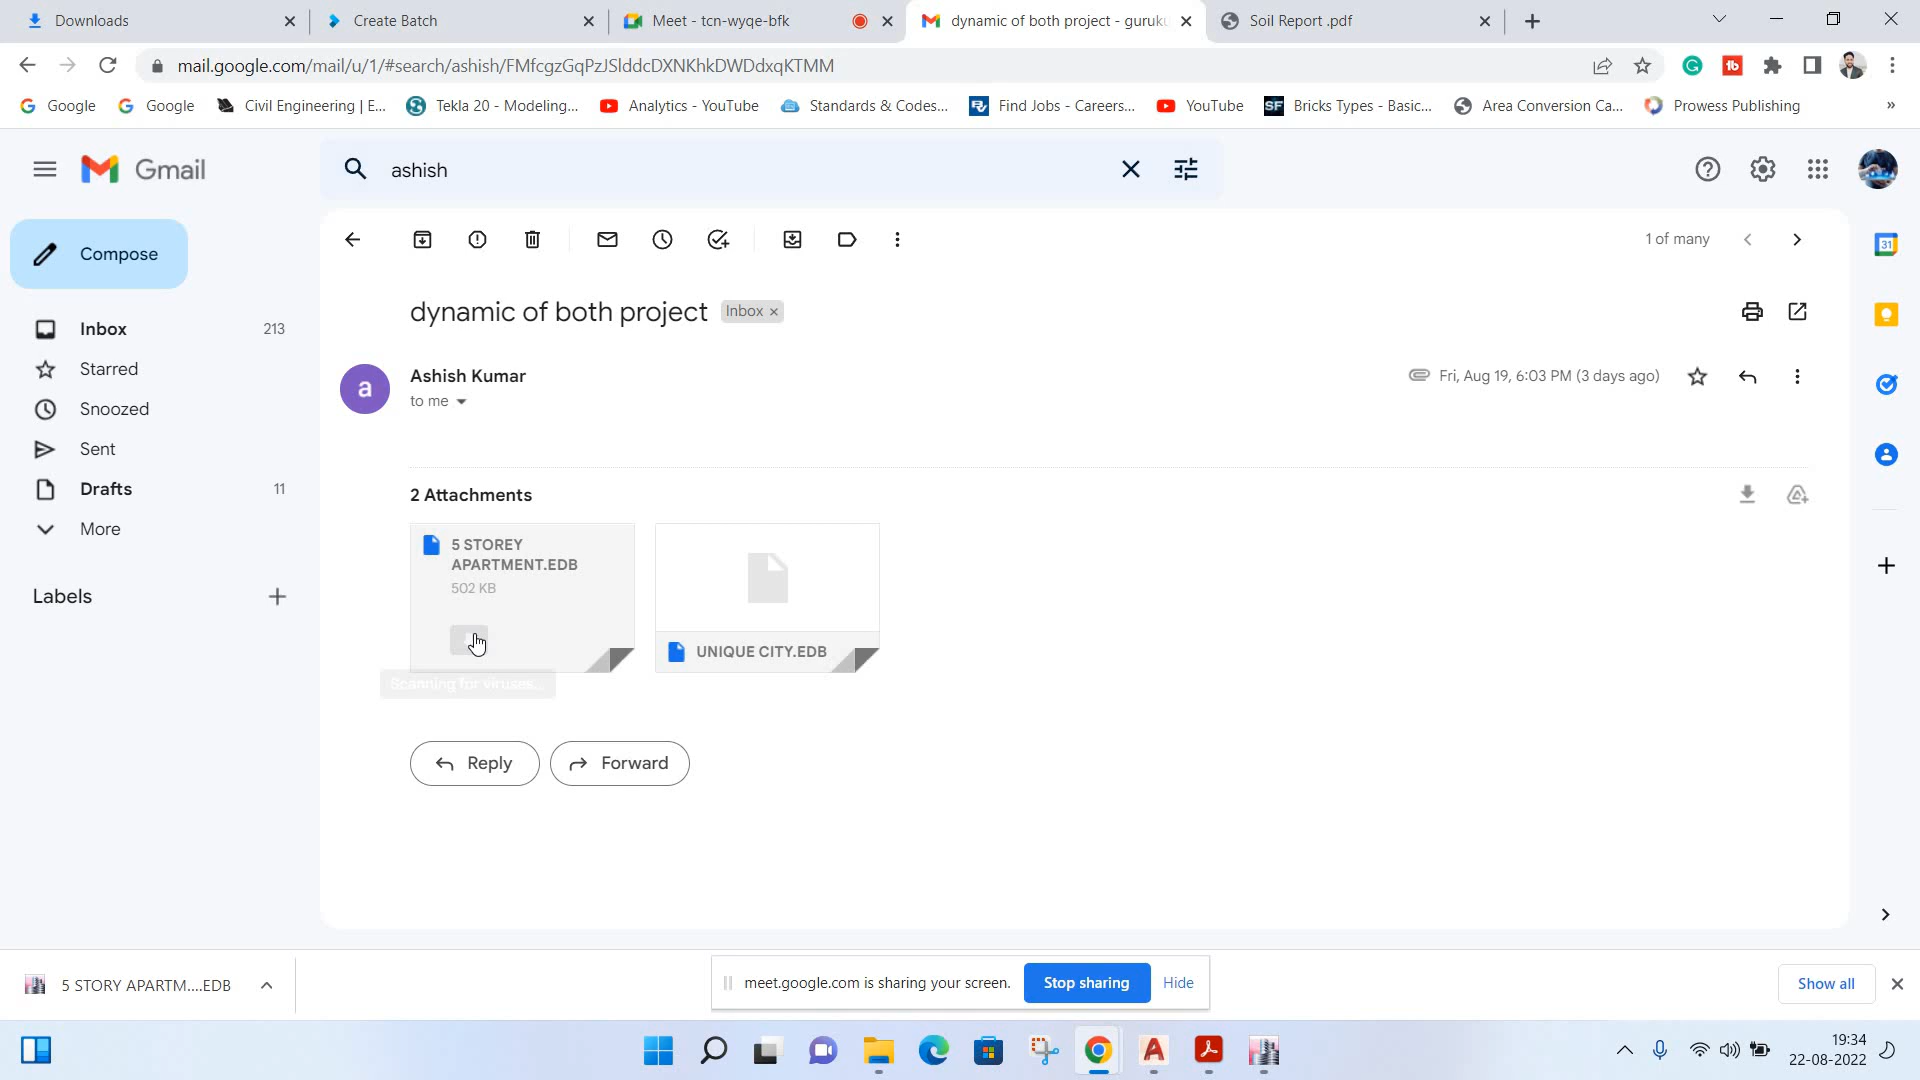 Downloads
Create Batch
Meet - tcn-wyqe-bfk
dynamic of both project - guruku
Soil Report .pdf
mail.google.com/mail/u/1/#search/ashish/FMfcgzGqPzJSlddcDXNKhkDWDdxqKTMM
Google
Google
Civil Engineering | E...
Tekla 20 - Modeling...
Analytics - YouTube
Standards & Codes...
Find Jobs - Careers...
YouTube
Bricks Types - Basic...
Area Conversion Ca...
Prowess Publishing
»
Gmail
ashish
Compose
1 of many
dynamic of both project
Inbox ×
Inbox 213
Starred
Snoozed
Sent
Drafts 11
More
Labels
a
Ashish Kumar
to me
Fri, Aug 19, 6:03 PM (3 days ago)
31
2 Attachments
5 STOREY
APARTMENT.EDB
502 KB
Scanning for viruses...
UNIQUE CITY.EDB
Reply
Forward
5 STORY APARTM....EDB
meet.google.com is sharing your screen.
Stop sharing
Hide
Show all
19:34
22-08-2022